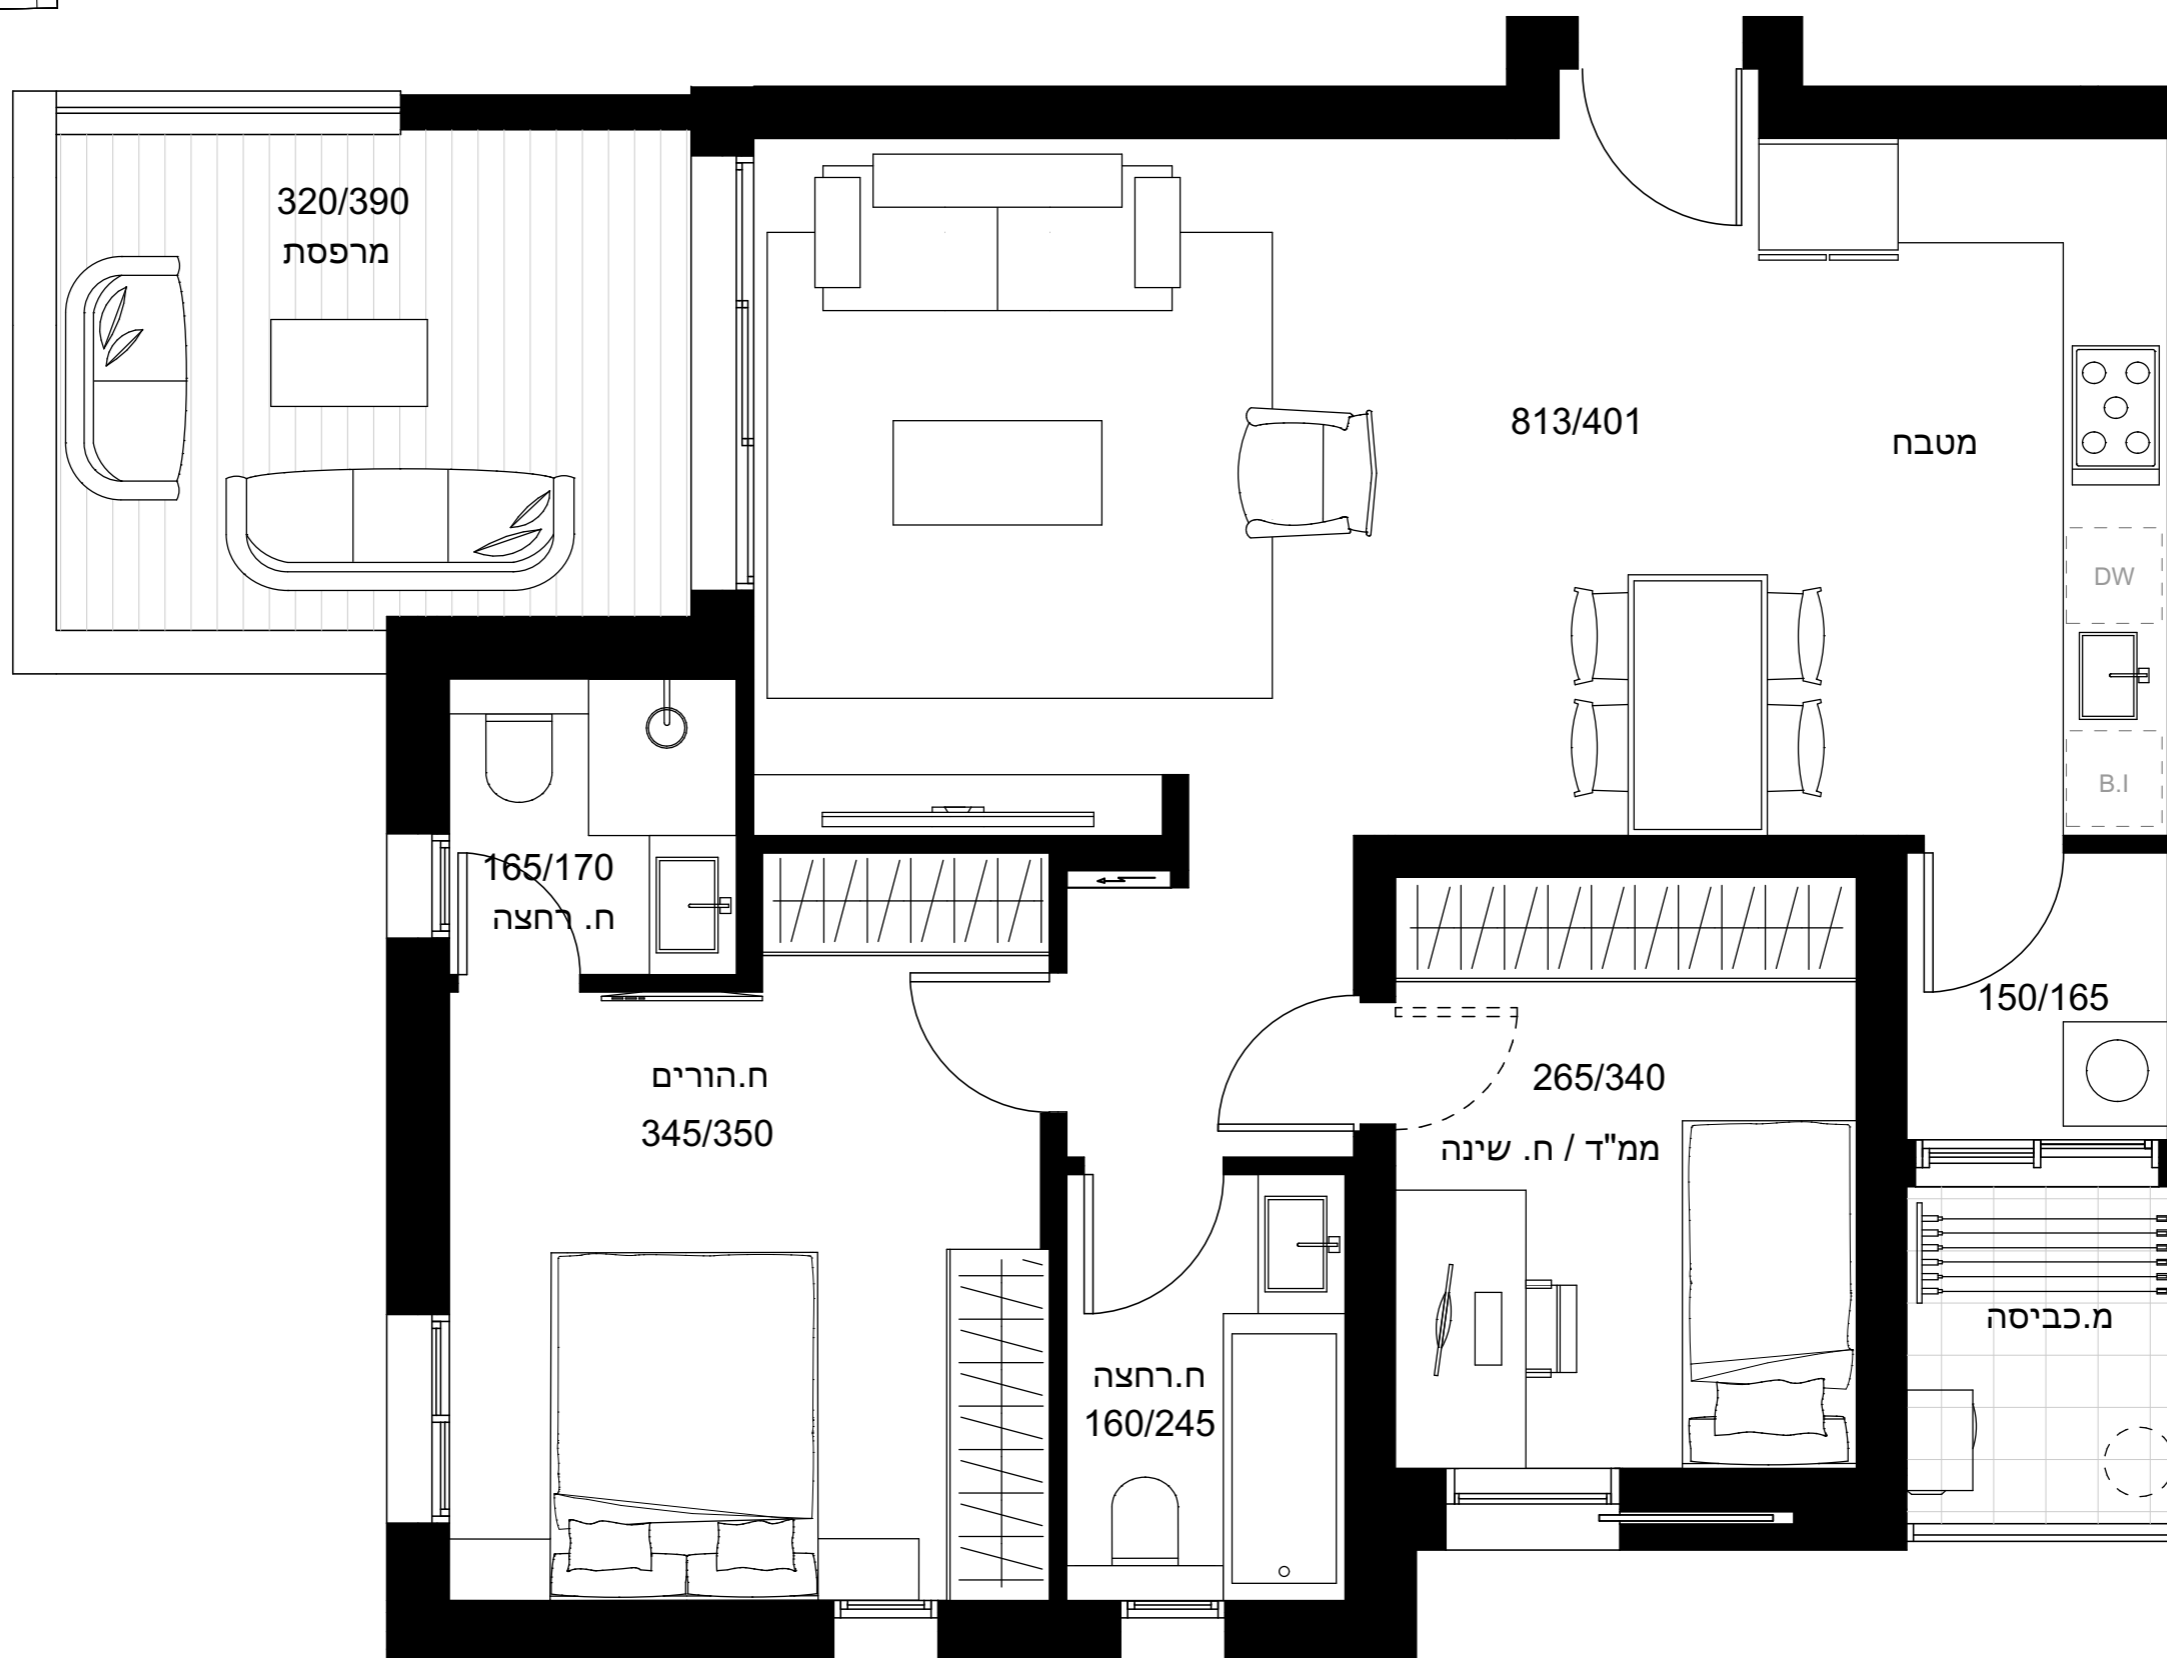 320/390
מרפסת
813/401
מטבח
DW
B.I
165/170
ח. רחצה
150/165
ח.הורים
345/350
265/340
ממ"ד / ח. שינה
מ.כביסה
ח.רחצה
160/245